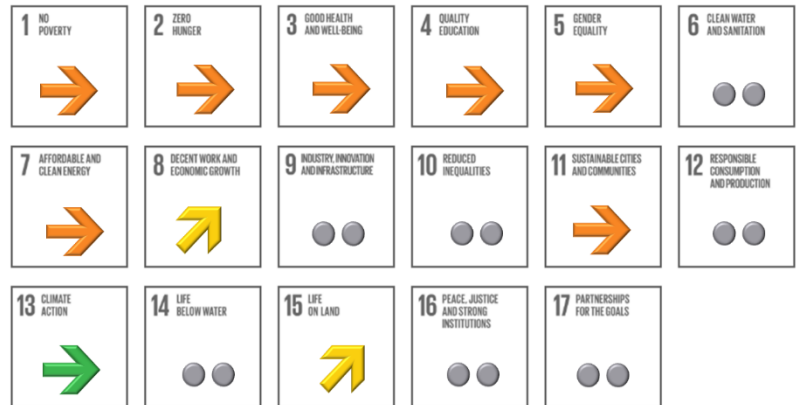 1 NO
POVERTY
2 ZERO
HUNGER
3 GOOD HEALTH
AND WELL-BEING
4 QUALITY
EDUCATION
5 GENDER
EQUALITY
6 CLEAN WATER
AND SANITATION
7 AFFORDABLE AND
CLEAN ENERGY
8 DECENT WORK AND
ECONOMIC GROWTH
9 INDUSTRY, INNOVATION
AND INFRASTRUCTURE
10 REDUCED
INEQUALITIES
11 SUSTAINABLE CITIES
AND COMMUNITIES
12 RESPONSIBLE
CONSUMPTION
AND PRODUCTION
13 CLIMATE
ACTION
14 LIFE
BELOW WATER
15 LIFE
ON LAND
16 PEACE, JUSTICE
AND STRONG
INSTITUTIONS
17 PARTNERSHIPS
FOR THE GOALS